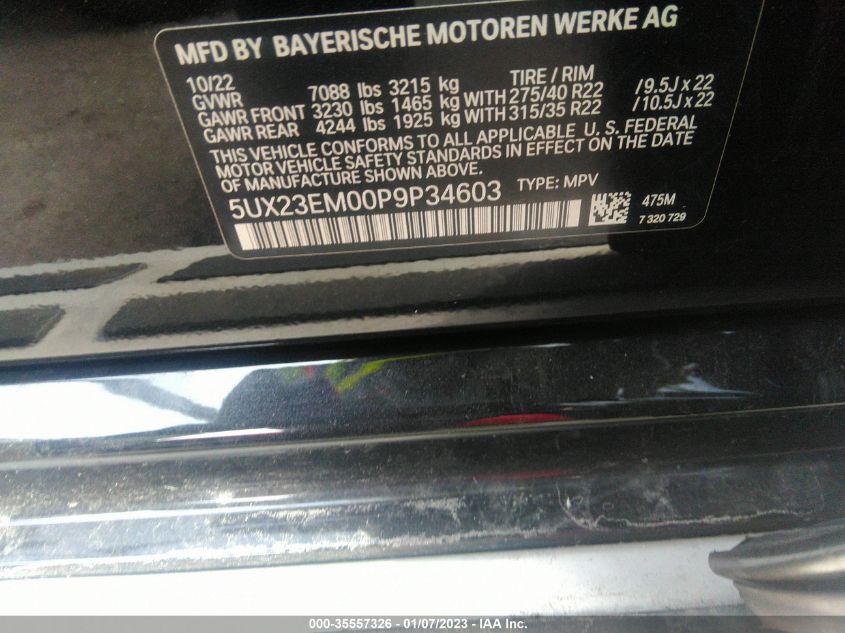 MFD BY BAYERISCHE MOTOREN WERKE AG
10/22 TIRE / RIM
GVWR 7088 lbs 3215 kg
GAWR FRONT 3230 lbs 1465 kg WITH 275/40 R22 /9.5J x 22
GAWR REAR 4244 lbs 1925 kg WITH 315/35 R22 /10.5J x 22
THIS VEHICLE CONFORMS TO ALL APPLICABLE U. S. FEDERAL
MOTOR VEHICLE SAFETY STANDARDS IN EFFECT ON THE DATE
OF MANUFACTURE SHOWN ABOVE.
5UX23EM00P9P34603 TYPE: MPV
475M
7 320 729
000-35557326 — 01/07/2023 — IAA Inc.